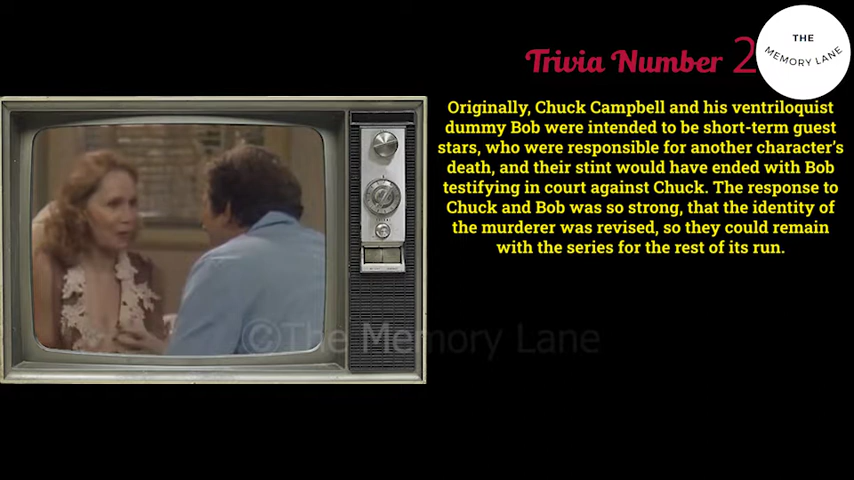 Trivia Number 2
THE
MEMORY LANE
Originally, Chuck Campbell and his ventriloquist
dummy Bob were intended to be short-term guest
stars, who were responsible for another character's
death, and their stint would have ended with Bob
testifying in court against Chuck. The response to
Chuck and Bob was so strong, that the identity of
the murderer was revised, so they could remain
with the series for the rest of its run.
©The Memory Lane